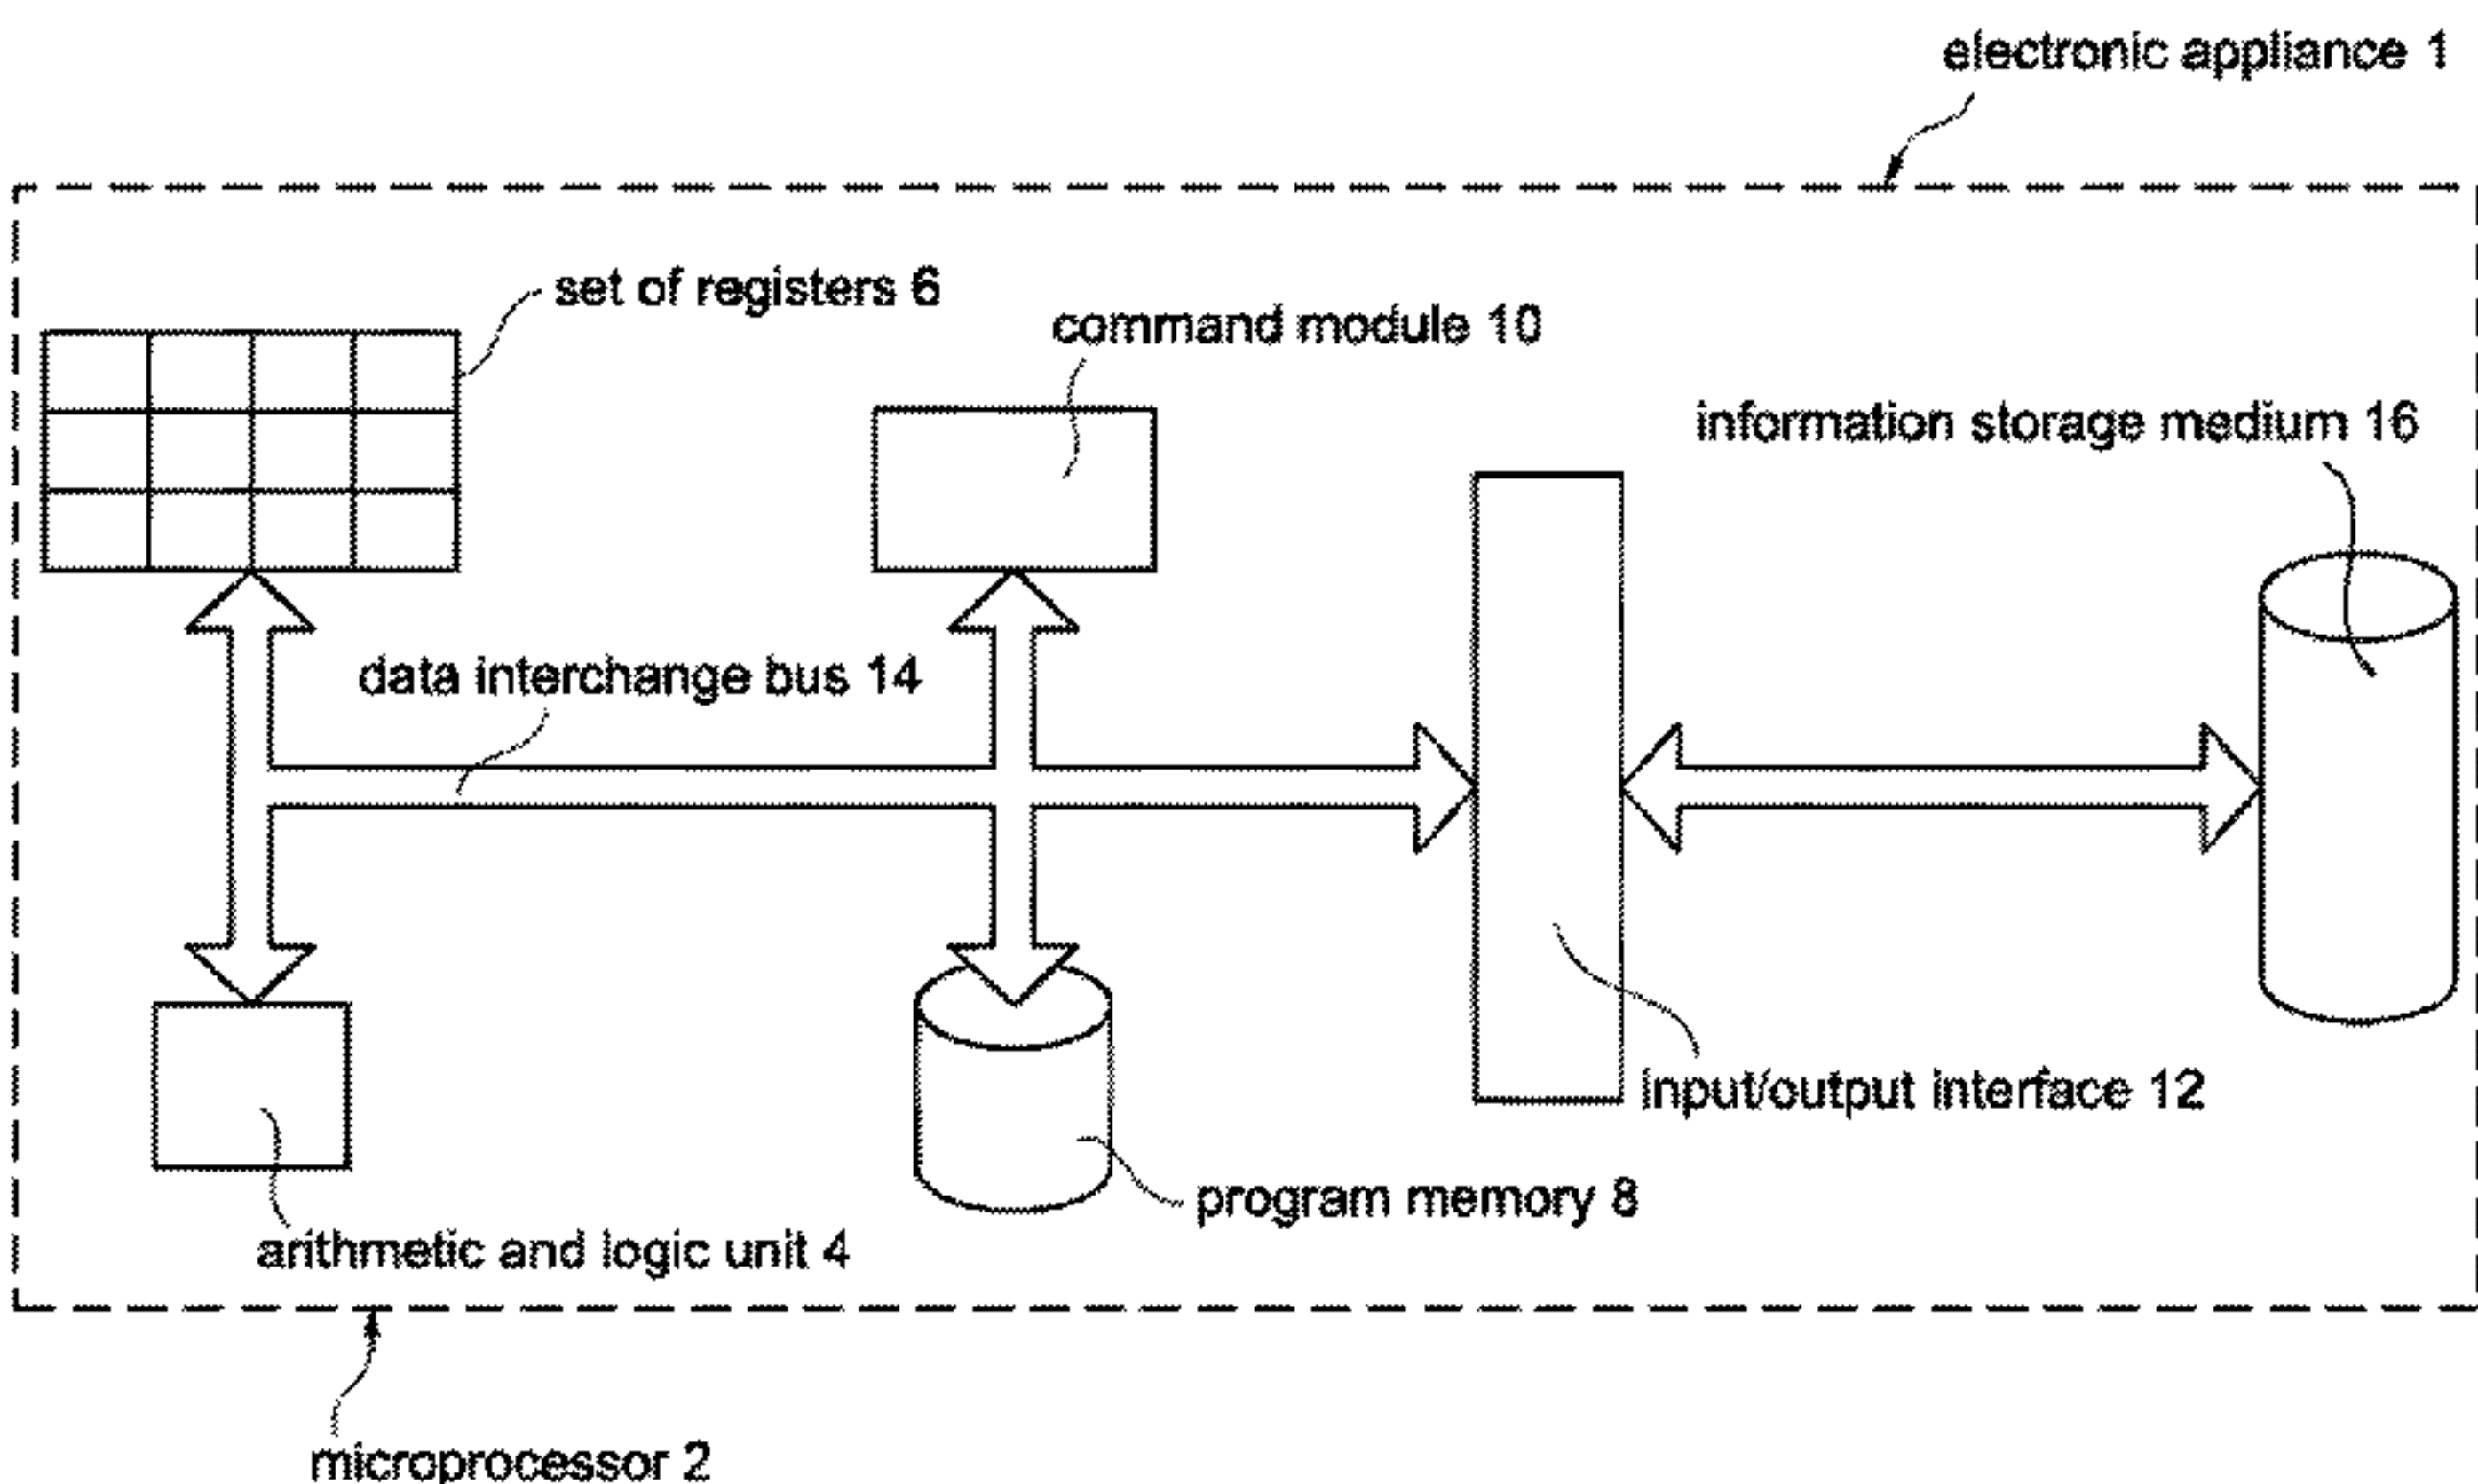 electronic appliance 1
set of registers 6
command module 10
information storage medium 16
data interchange bus 14
input/output interface 12
program memory 8
arithmetic and logic unit 4
microprocessor 2